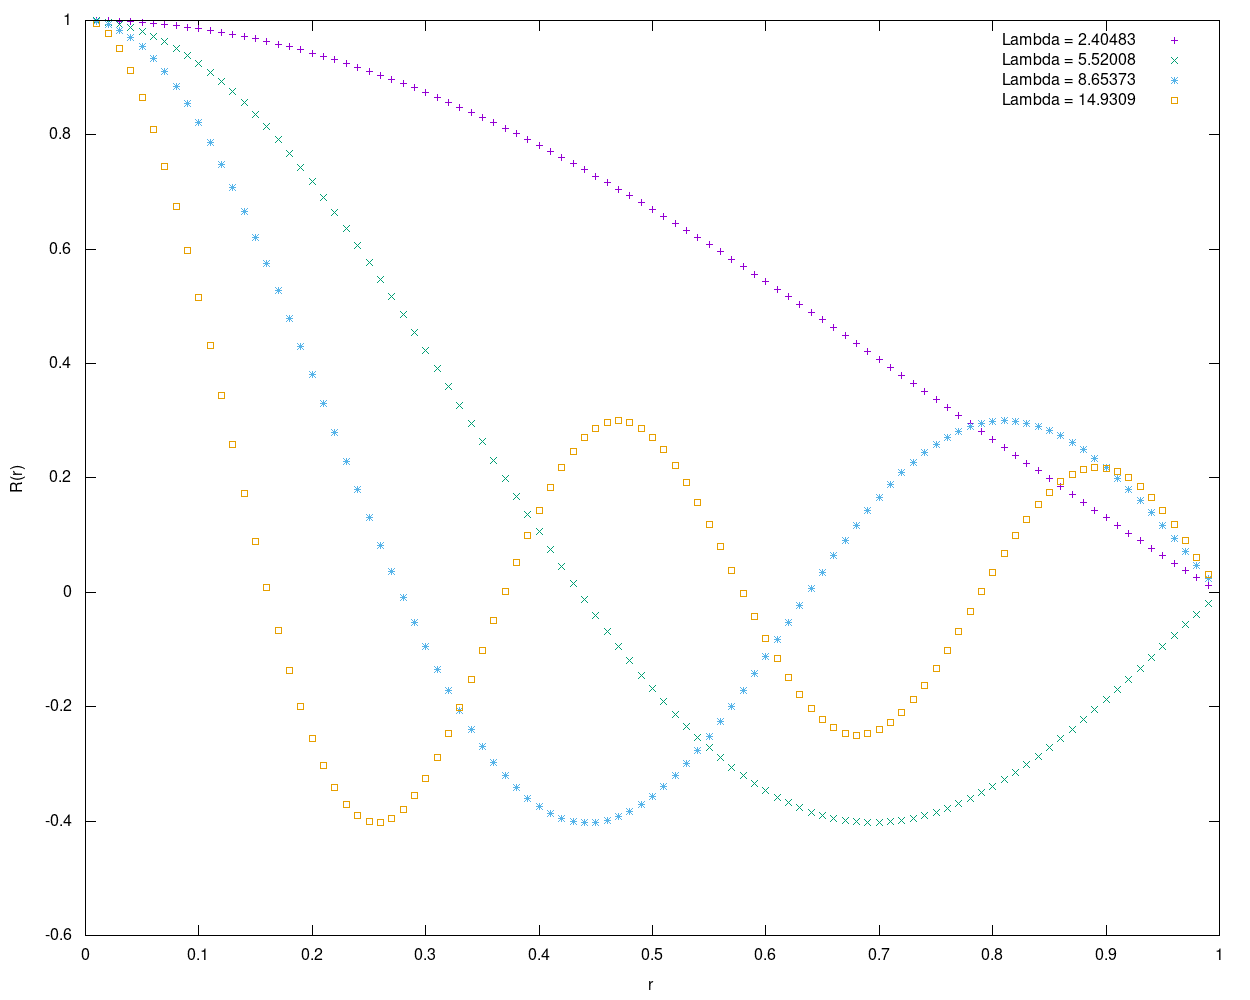 Lambda = 2.40483
Lambda = 5.52008
Lambda = 8.65373
Lambda = 14.9309
1
0.8
0.6
0.4
0.2
0
-0.2
-0.4
-0.6
R(r)
0 0.1 0.2 0.3 0.4 0.5 0.6 0.7 0.8 0.9 1
r